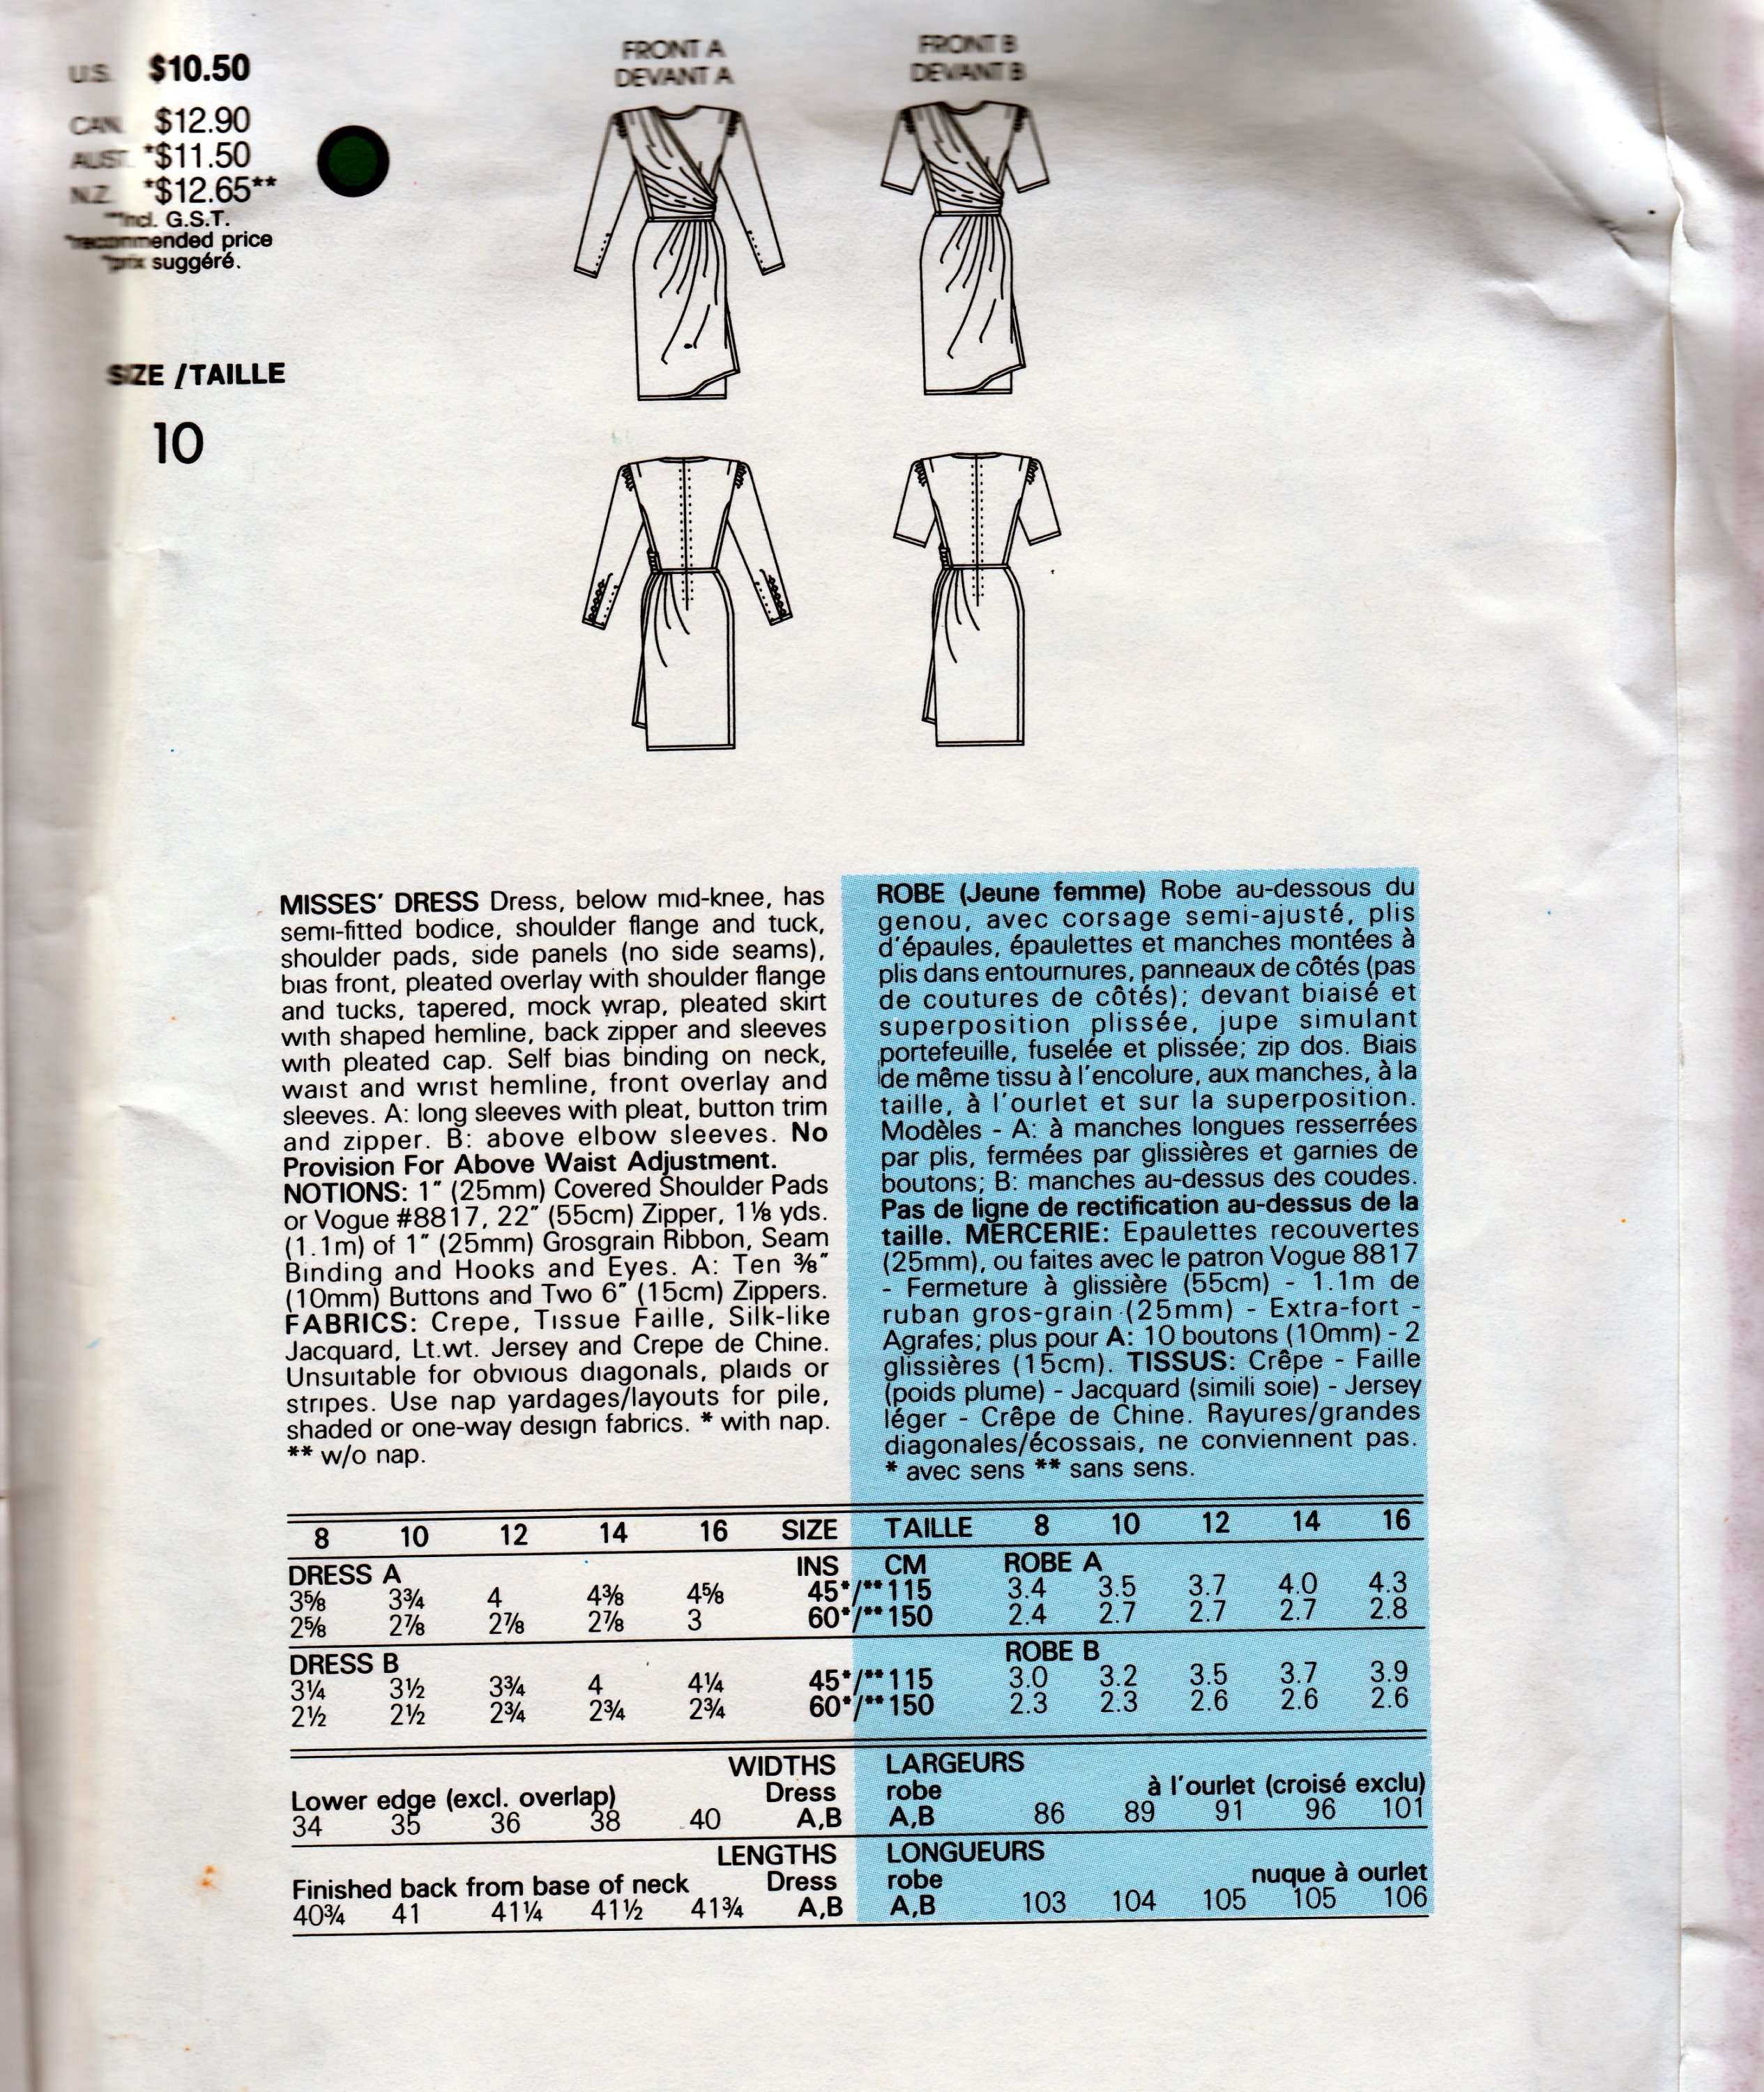 U.S. $10.50
CAN. $12.90
AUST. *$11.50
N.Z. *$12.65**
**incl. G.S.T.
*recommended price
*prix suggéré.
SIZE /TAILLE
10
FRONT A
DEVANT A
FRONT B
DEVANT B
MISSES' DRESS Dress, below mid-knee, has
semi-fitted bodice, shoulder flange and tuck,
shoulder pads, side panels (no side seams),
bias front, pleated overlay with shoulder flange
and tucks, tapered, mock wrap, pleated skirt
with shaped hemline, back zipper and sleeves
with pleated cap. Self bias binding on neck,
waist and wrist hemline, front overlay and
sleeves. A: long sleeves with pleat, button trim
and zipper. B: above elbow sleeves. No
Provision For Above Waist Adjustment.
NOTIONS: 1" (25mm) Covered Shoulder Pads
or Vogue #8817, 22" (55cm) Zipper, 1⅛ yds.
(1.1m) of 1" (25mm) Grosgrain Ribbon, Seam
Binding and Hooks and Eyes. A: Ten ⅜"
(10mm) Buttons and Two 6" (15cm) Zippers.
FABRICS: Crepe, Tissue Faille, Silk-like
Jacquard, Lt.wt. Jersey and Crepe de Chine.
Unsuitable for obvious diagonals, plaids or
stripes. Use nap yardages/layouts for pile,
shaded or one-way design fabrics. * with nap.
** w/o nap.
ROBE (Jeune femme) Robe au-dessous du
genou, avec corsage semi-ajusté, plis
d'épaules, épaulettes et manches montées à
plis dans entournures, panneaux de côtés (pas
de coutures de côtés); devant biaisé et
superposition plissée, jupe simulant
portefeuille, fuselée et plissée; zip dos. Biais
de même tissu à l'encolure, aux manches, à la
taille, à l'ourlet et sur la superposition.
Modèles - A: à manches longues resserrées
par plis, fermées par glissières et garnies de
boutons; B: manches au-dessus des coudes.
Pas de ligne de rectification au-dessus de la
taille. MERCERIE: Epaulettes recouvertes
(25mm), ou faites avec le patron Vogue 8817
- Fermeture à glissière (55cm) - 1.1m de
ruban gros-grain (25mm) - Extra-fort -
Agrafes; plus pour A: 10 boutons (10mm) - 2
glissières (15cm). TISSUS: Crêpe - Faille
(poids plume) - Jacquard (simili soie) - Jersey
léger - Crêpe de Chine. Rayures/grandes
diagonales/écossais, ne conviennent pas.
* avec sens ** sans sens.
8 10 12 14 16 SIZE TAILLE 8 10 12 14 16
DRESS A INS CM ROBE A
3⅝ 3¾ 4 4⅜ 4⅝ 45*/**115 3.4 3.5 3.7 4.0 4.3
2⅝ 2⅞ 2⅞ 2⅞ 3 60*/**150 2.4 2.7 2.7 2.7 2.8
DRESS B ROBE B
3¼ 3½ 3¾ 4 4¼ 45*/**115 3.0 3.2 3.5 3.7 3.9
2½ 2½ 2¾ 2¾ 2¾ 60*/**150 2.3 2.3 2.6 2.6 2.6
WIDTHS LARGEURS
Lower edge (excl. overlap) Dress robe à l'ourlet (croisé exclu)
34 35 36 38 40 A,B A,B 86 89 91 96 101
LENGTHS LONGUEURS
Finished back from base of neck Dress robe nuque à ourlet
40¾ 41 41¼ 41½ 41¾ A,B A,B 103 104 105 105 106